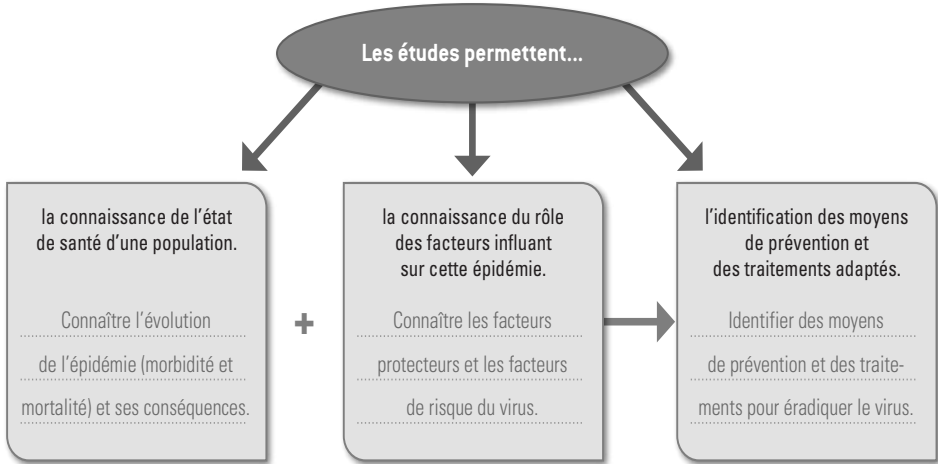 Les études permettent...
la connaissance de l'état
de santé d'une population.
Connaître l'évolution
de l'épidémie (morbidité et
mortalité) et ses conséquences.
+
la connaissance du rôle
des facteurs influant
sur cette épidémie.
Connaître les facteurs
protecteurs et les facteurs
de risque du virus.
l'identification des moyens
de prévention et
des traitements adaptés.
Identifier des moyens
de prévention et des traite-
ments pour éradiquer le virus.